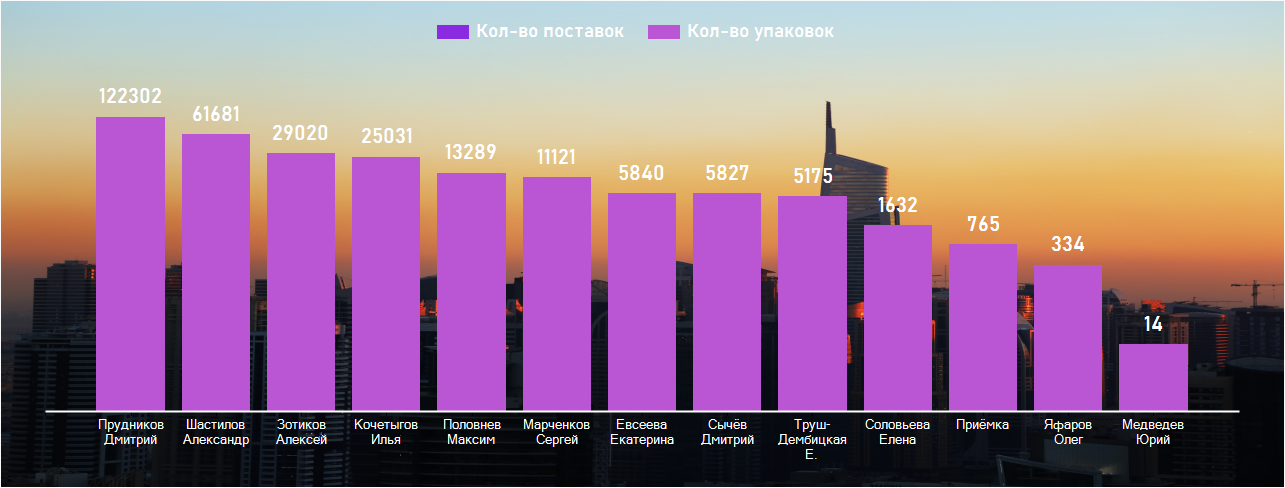 Кол-во поставок Кол-во упаковок
122302
61681
29020
25031
13289
11121
5840
5827
5175
1632
765
334
14
Прудников
Дмитрий
Шастилов
Александр
Зотиков
Алексей
Кочетыгов
Илья
Половнев
Максим
Марченков
Сергей
Евсеева
Екатерина
Сычёв
Дмитрий
Труш-
Дембицкая
Е.
Соловьева
Елена
Приёмка
Яфаров
Олег
Медведев
Юрий